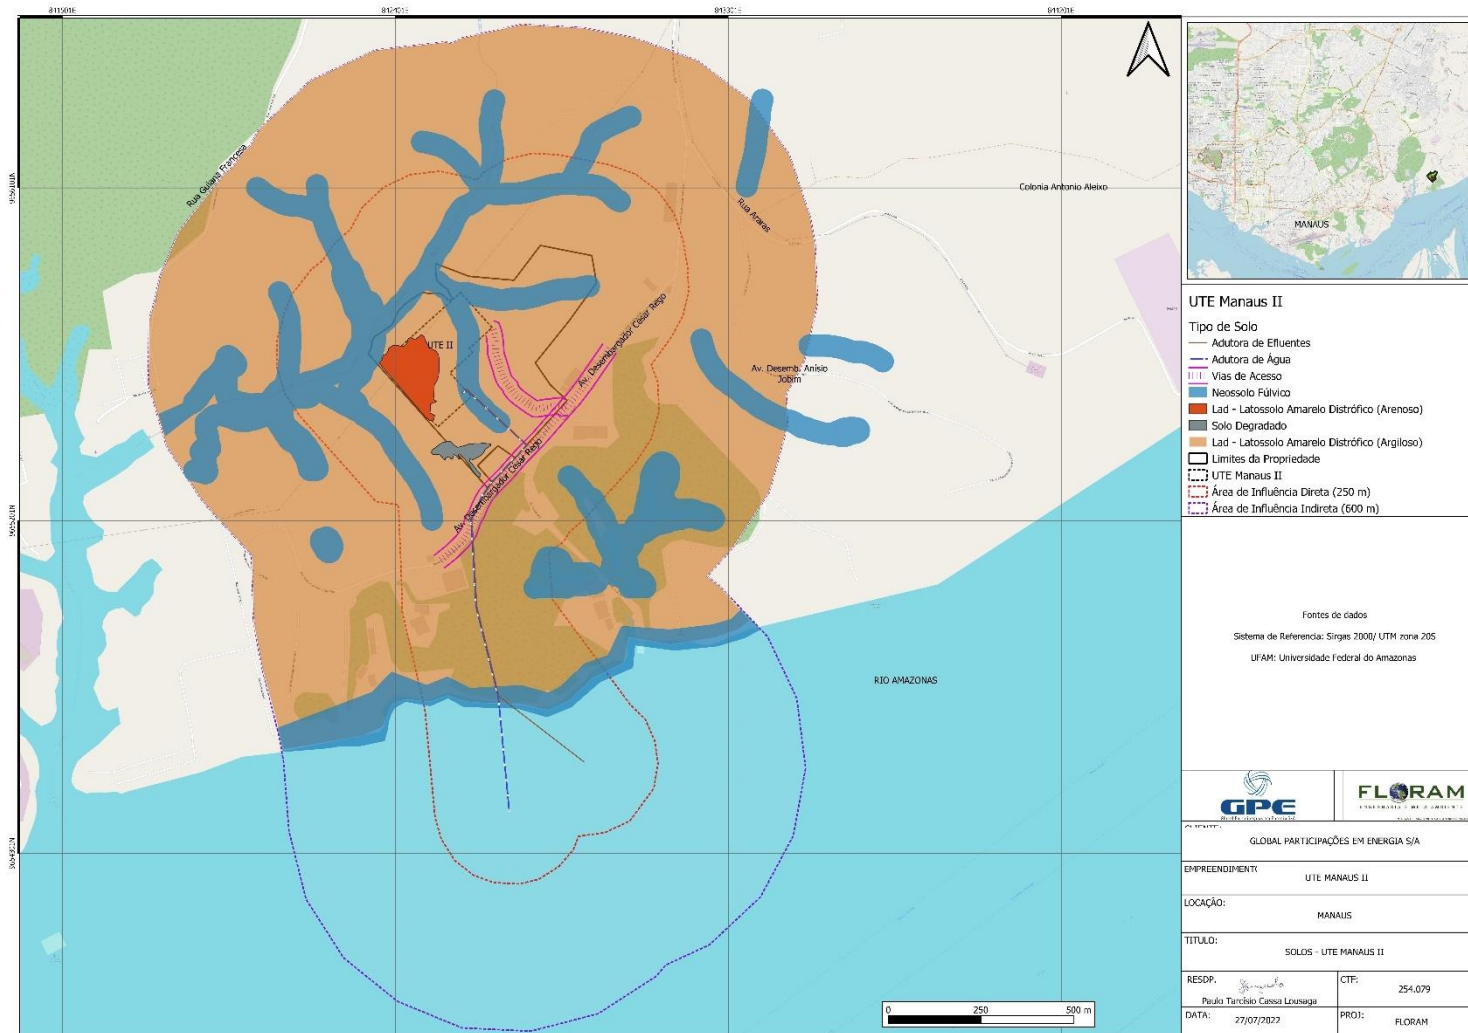 Rua Guiana Francesa
Rua Araras
Colonia Antonio Aleixo
UTE II
Av. Desembargador Cesar Rego
Av. Desemb. Anísio
Jobim
Av. Desembargador Cesar Rego
RIO AMAZONAS
0 250 500 m
MANAUS
UTE Manaus II
Tipo de Solo
Adutora de Efluentes
Adutora de Água
Vias de Acesso
Neossolo Fúlvico
Lad - Latossolo Amarelo Distrófico (Arenoso)
Solo Degradado
Lad - Latossolo Amarelo Distrófico (Argiloso)
Limites da Propriedade
UTE Manaus II
Área de Influência Direta (250 m)
Área de Influência Indireta (600 m)
Fontes de dados
Sistema de Referencia: Sirgas 2000/ UTM zona 20S
UFAM: Universidade Federal do Amazonas
GPE
FLORAM
ENGENHARIA E MEIO AMBIENTE
CLIENTE:
GLOBAL PARTICIPAÇÕES EM ENERGIA S/A
EMPREENDIMENTO
UTE MANAUS II
LOCAÇÃO:
MANAUS
TITULO:
SOLOS - UTE MANAUS II
RESDP.
Paulo Tarcísio Cassa Lousaga
CTF:
254.079
DATA:
27/07/2022
PROJ:
FLORAM